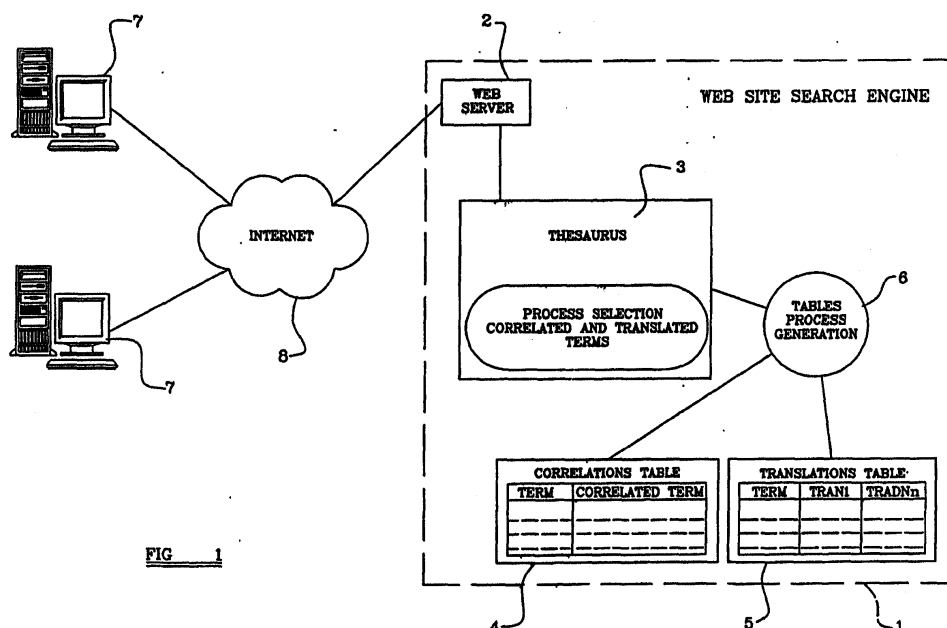 7
2
WEB
SERVER
WEB SITE SEARCH ENGINE
3
THESAURUS
INTERNET
PROCESS SELECTION
CORRELATED AND TRANSLATED
TERMS
6
TABLES
PROCESS
GENERATION
8
7
CORRELATIONS TABLE
TERM CORRELATED TERM
TRANSLATIONS TABLE
TERM TRAN1 TRADNn
FIG 1
4
5
1